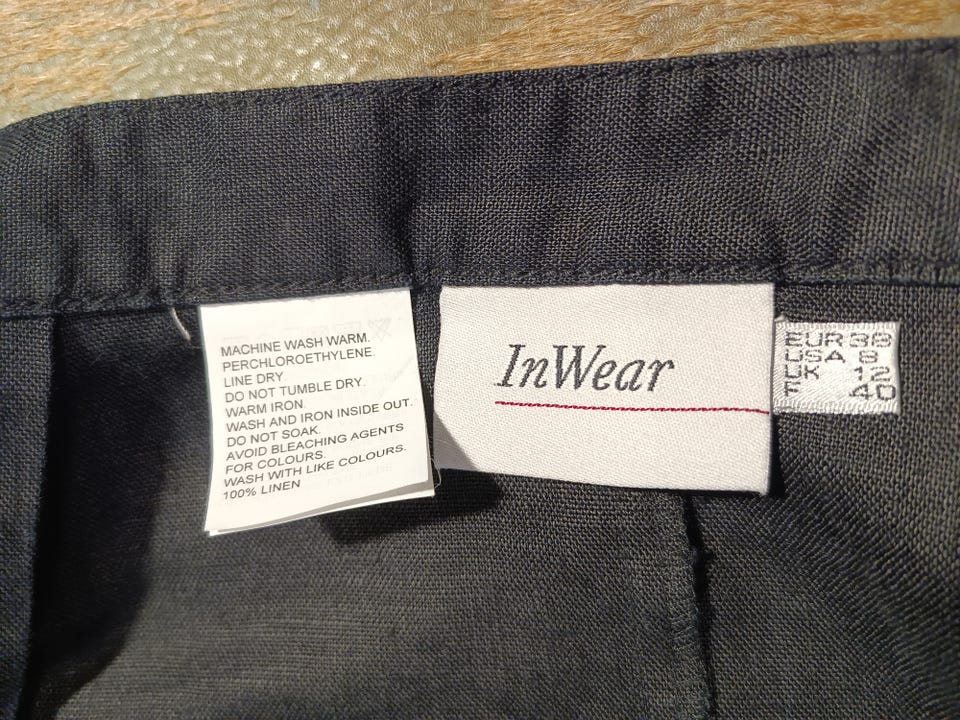 MACHINE WASH WARM.
PERCHLOROETHYLENE.
LINE DRY.
DO NOT TUMBLE DRY.
WARM IRON.
WASH AND IRON INSIDE OUT.
DO NOT SOAK.
AVOID BLEACHING AGENTS
FOR COLOURS.
WASH WITH LIKE COLOURS.
100% LINEN
InWear
EUR 38
USA 8
UK 12
F 40